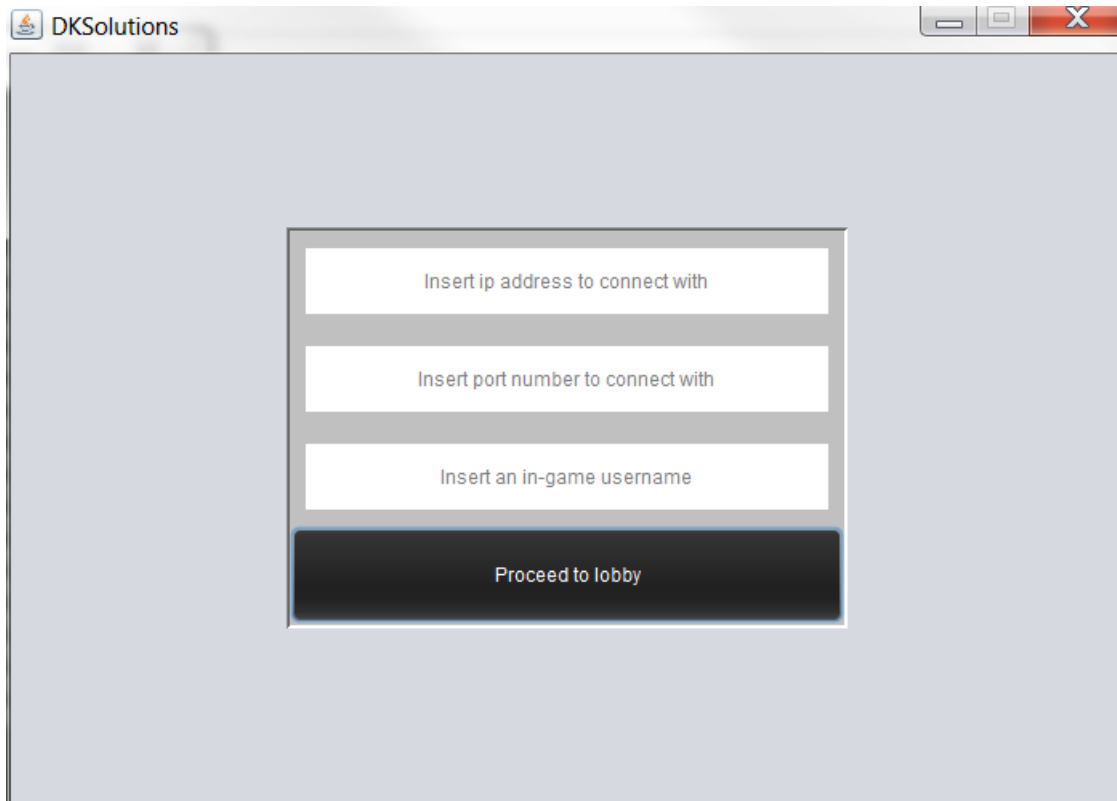 DKSolutions
Insert ip address to connect with
Insert port number to connect with
Insert an in-game username
Proceed to lobby